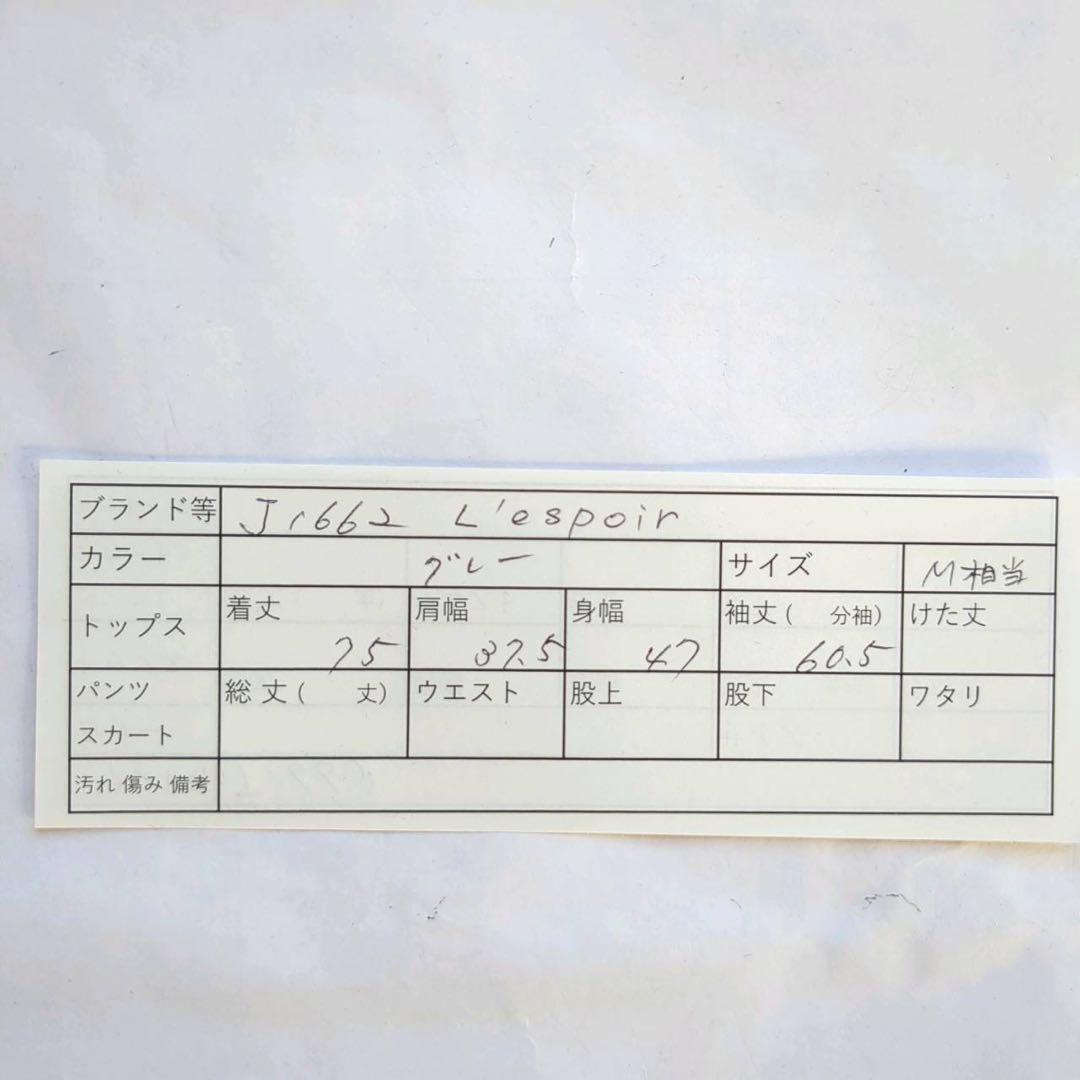 ブランド等 J1662 L'espoir
カラー グレー サイズ M相当
トップス 着丈 75 肩幅 37.5 身幅 47 袖丈( 分袖) 60.5 けた丈
パンツ スカート 総丈( 丈) ウエスト 股上 股下 ワタリ
汚れ 傷み 備考